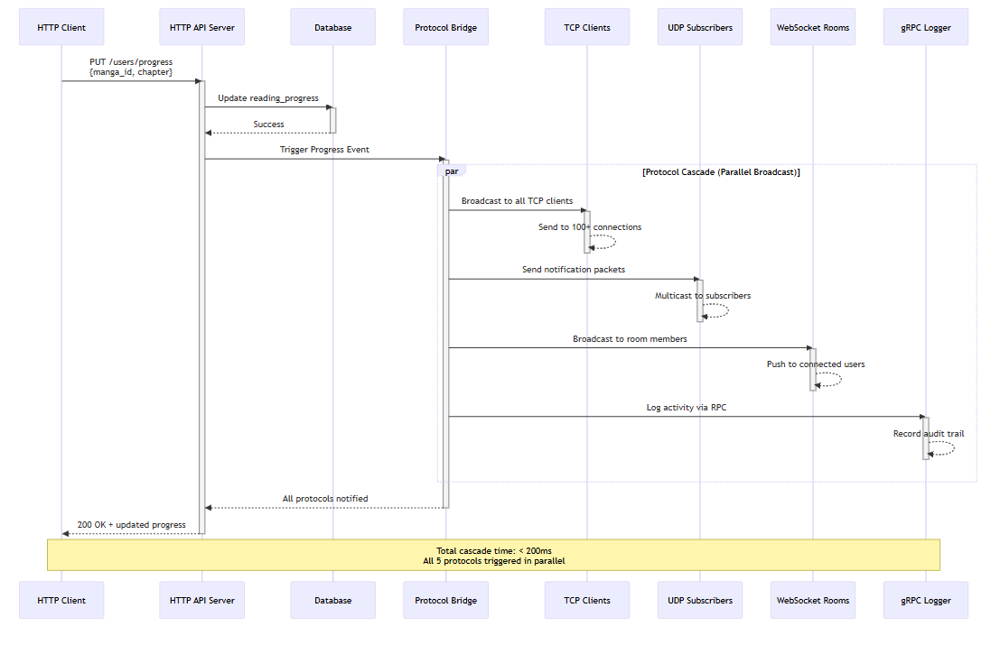 HTTP Client
HTTP API Server
Database
Protocol Bridge
TCP Clients
UDP Subscribers
WebSocket Rooms
gRPC Logger
PUT /users/progress
{manga_id, chapter}
Update reading_progress
Success
Trigger Progress Event
par
[Protocol Cascade (Parallel Broadcast)]
Broadcast to all TCP clients
Send to 100+ connections
Send notification packets
Multicast to subscribers
Broadcast to room members
Push to connected users
Log activity via RPC
Record audit trail
All protocols notified
200 OK + updated progress
Total cascade time: < 200ms
All 5 protocols triggered in parallel
HTTP Client
HTTP API Server
Database
Protocol Bridge
TCP Clients
UDP Subscribers
WebSocket Rooms
gRPC Logger